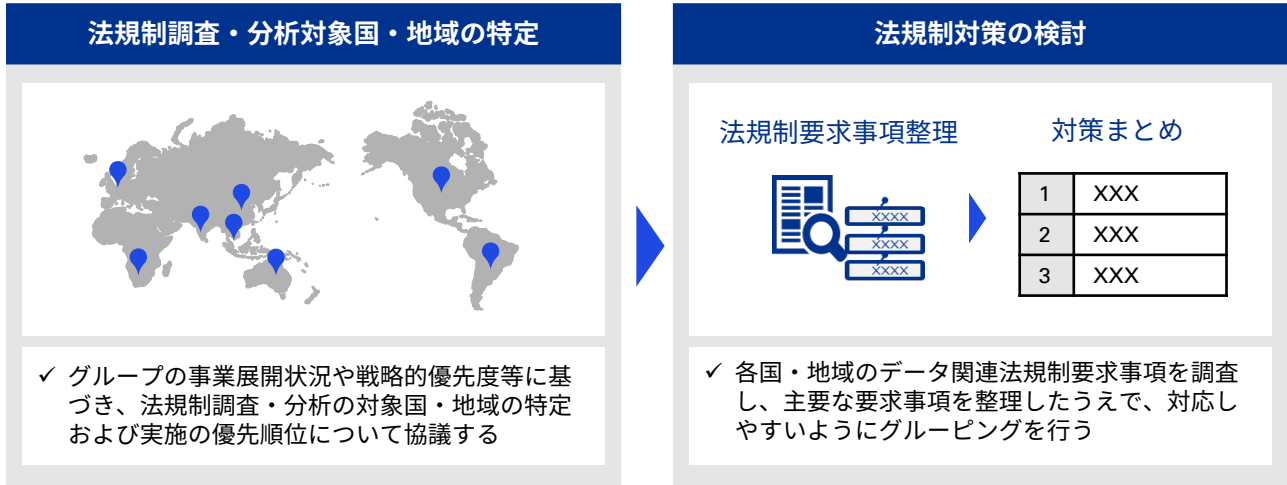 法規制調査・分析対象国・地域の特定
✓ グループの事業展開状況や戦略的優先度等に基
づき、法規制調査・分析の対象国・地域の特定
および実施の優先順位について協議する
法規制対策の検討
法規制要求事項整理
XXXX
XXXX
XXXX
対策まとめ
1 XXX
2 XXX
3 XXX
✓ 各国・地域のデータ関連法規制要求事項を調査
し、主要な要求事項を整理したうえで、対応し
やすいようにグルーピングを行う